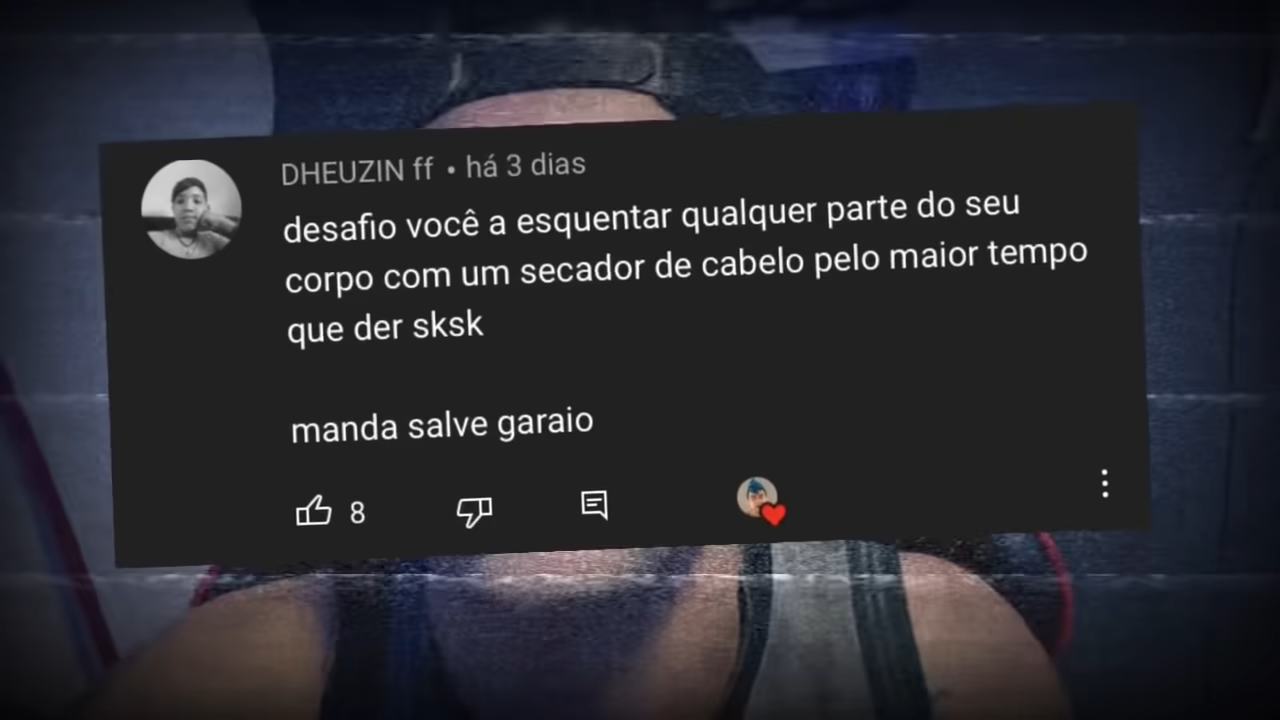 DHEUZIN ff • há 3 dias
desafio você a esquentar qualquer parte do seu
corpo com um secador de cabelo pelo maior tempo
que der sksk
manda salve garaio
8